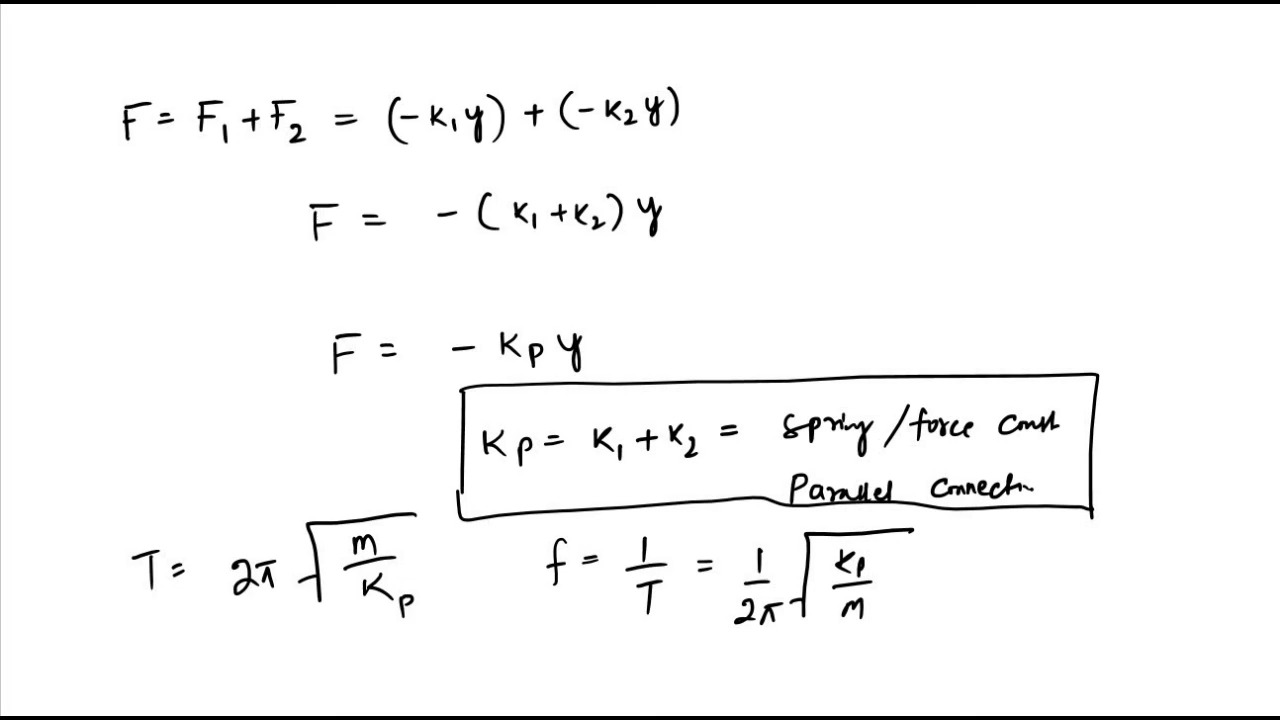 F = F₁ + F₂ = (-K₁y) + (-K₂y)
F = - (K₁ + K₂) y
F = - Kp y
Kp = K₁ + K₂ = Spring / force const
Parallel Connectn
T = 2π √(m/Kp) f = 1/T = 1/2π √(Kp/m)